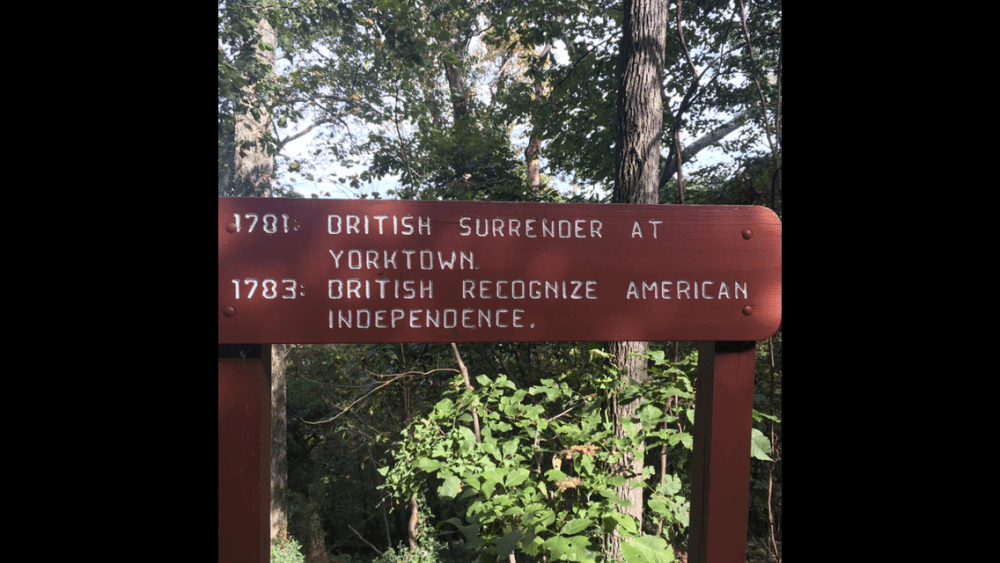 1781: BRITISH SURRENDER AT
YORKTOWN.
1783: BRITISH RECOGNIZE AMERICAN
INDEPENDENCE.